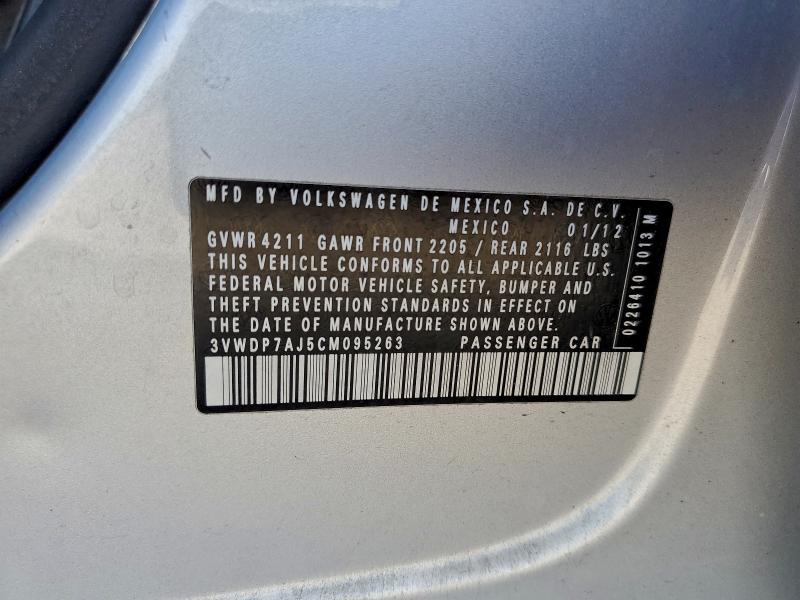 MFD BY VOLKSWAGEN DE MEXICO S.A. DE C.V.
MEXICO 01/12
GVWR 4211 GAWR FRONT 2205 / REAR 2116 LBS
THIS VEHICLE CONFORMS TO ALL APPLICABLE U.S.
FEDERAL MOTOR VEHICLE SAFETY, BUMPER AND
THEFT PREVENTION STANDARDS IN EFFECT ON
THE DATE OF MANUFACTURE SHOWN ABOVE.
3VWDP7AJ5CM095263 PASSENGER CAR
0226410 1013 M